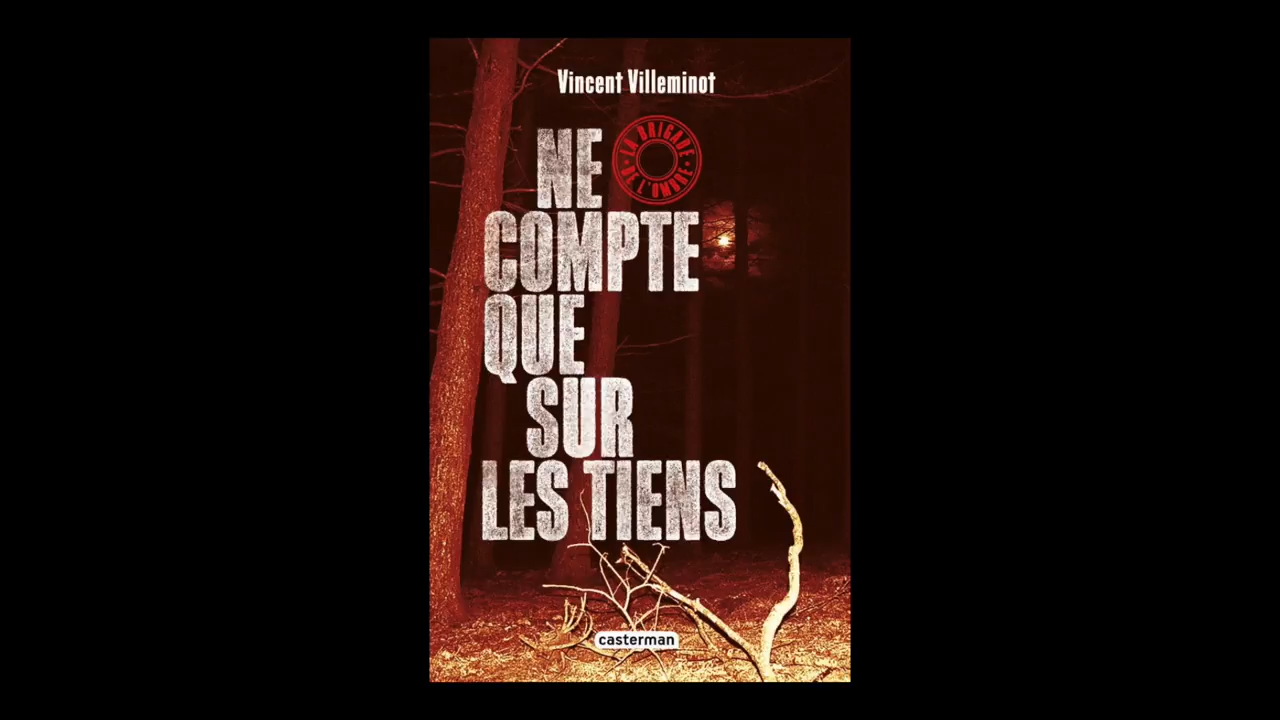 Vincent Villeminot
NE
LA BRIGADE
DE L'OMBRE
COMPTE
QUE
SUR
LES TIENS
casterman